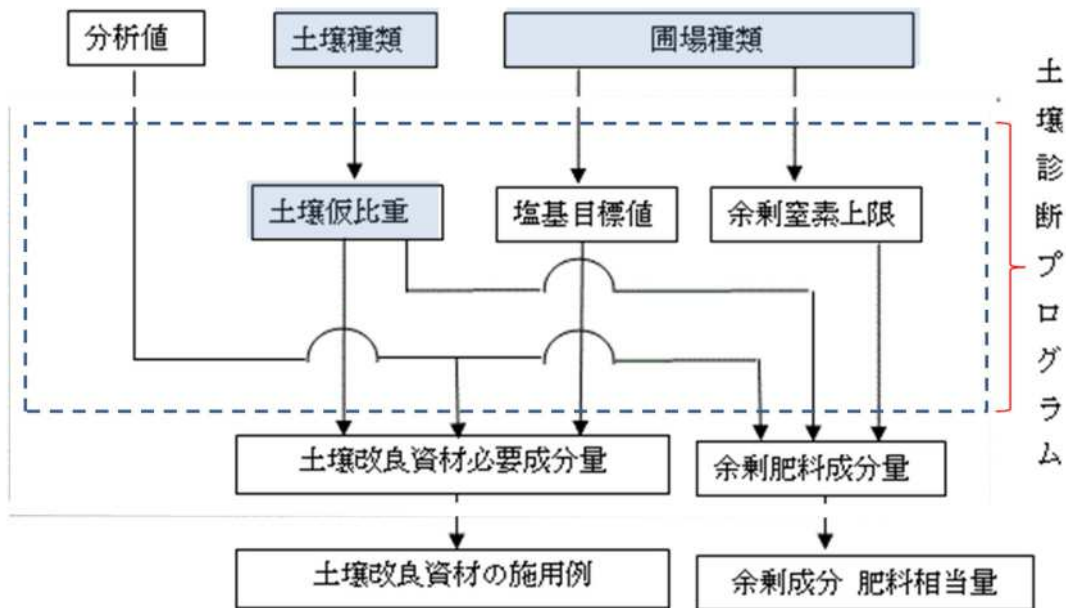 分析値
土壌種類
圃場種類
土壌診断プログラム
土壌仮比重
塩基目標値
余剰窒素上限
土壌改良資材必要成分量
余剰肥料成分量
土壌改良資材の施用例
余剰成分 肥料相当量